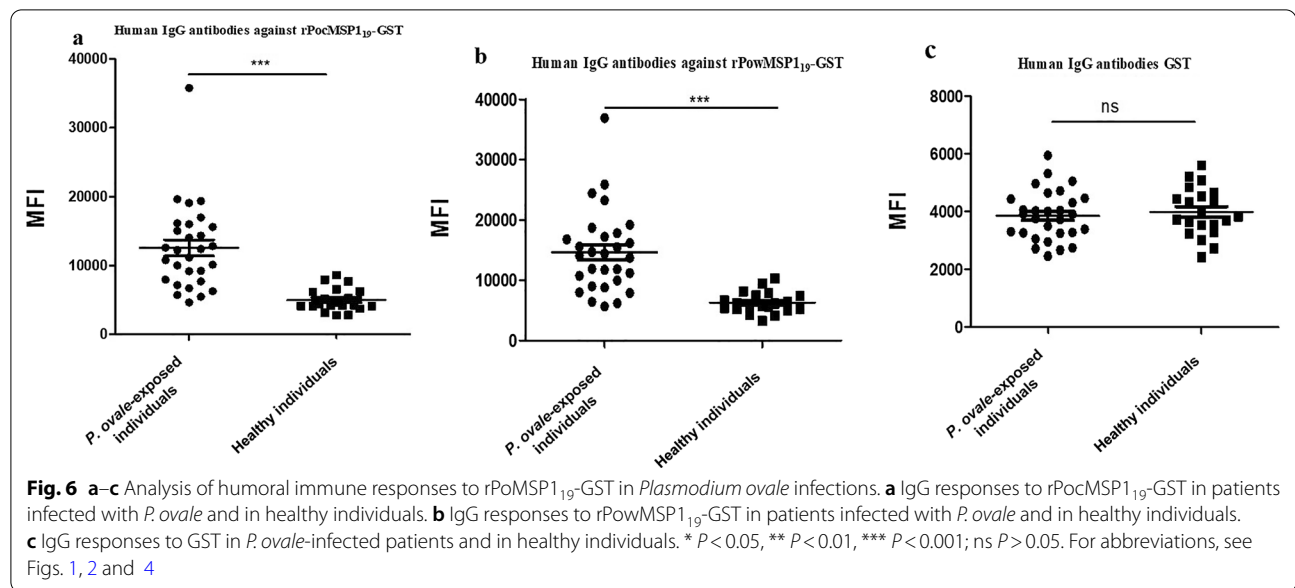 a
Human IgG antibodies against rPocMSP1₁₉-GST
40000
30000
20000
10000
0
MFI
***
P. ovale-exposed
individuals
Healthy individuals
b
Human IgG antibodies against rPowMSP1₁₉-GST
40000
30000
20000
10000
0
MFI
***
P. ovale-exposed
individuals
Healthy individuals
c
Human IgG antibodies GST
8000
6000
4000
2000
0
MFI
ns
P. ovale-exposed
individuals
Healthy individuals
Fig. 6 a–c Analysis of humoral immune responses to rPoMSP1₁₉-GST in Plasmodium ovale infections. a IgG responses to rPocMSP1₁₉-GST in patients
infected with P. ovale and in healthy individuals. b IgG responses to rPowMSP1₁₉-GST in patients infected with P. ovale and in healthy individuals.
c IgG responses to GST in P. ovale-infected patients and in healthy individuals. * P < 0.05, ** P < 0.01, *** P < 0.001; ns P > 0.05. For abbreviations, see
Figs. 1, 2 and 4